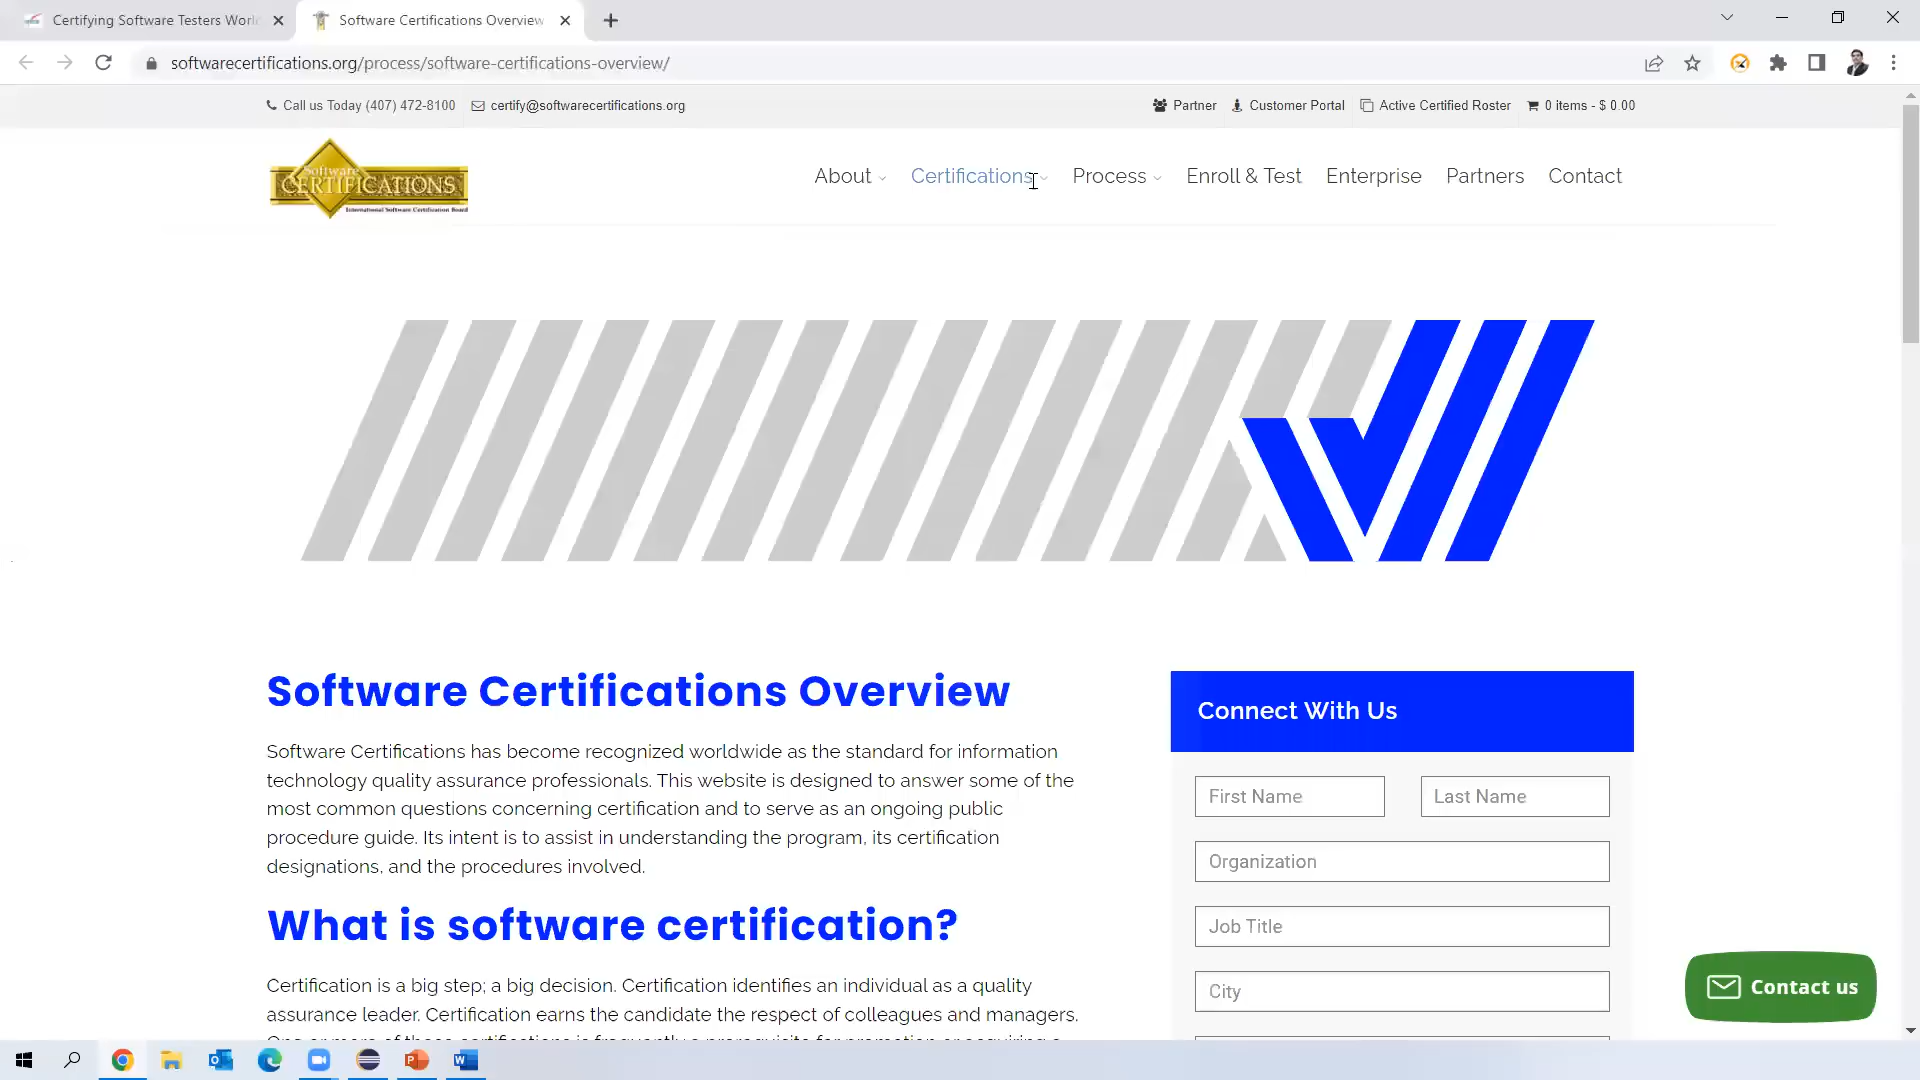 Certifying Software Testers Worl
Software Certifications Overview
softwarecertifications.org/process/software-certifications-overview/
Call us Today (407) 472-8100
certify@softwarecertifications.org
Partner
Customer Portal
Active Certified Roster
0 items - $ 0.00
Software
CERTIFICATIONS
International Software Certification Board
About
Certifications
Process
Enroll & Test
Enterprise
Partners
Contact
Software Certifications Overview
Software Certifications has become recognized worldwide as the standard for information
technology quality assurance professionals. This website is designed to answer some of the
most common questions concerning certification and to serve as an ongoing public
procedure guide. Its intent is to assist in understanding the program, its certification
designations, and the procedures involved.
What is software certification?
Certification is a big step; a big decision. Certification identifies an individual as a quality
assurance leader. Certification earns the candidate the respect of colleagues and managers.
Connect With Us
First Name
Last Name
Organization
Job Title
City
Contact us